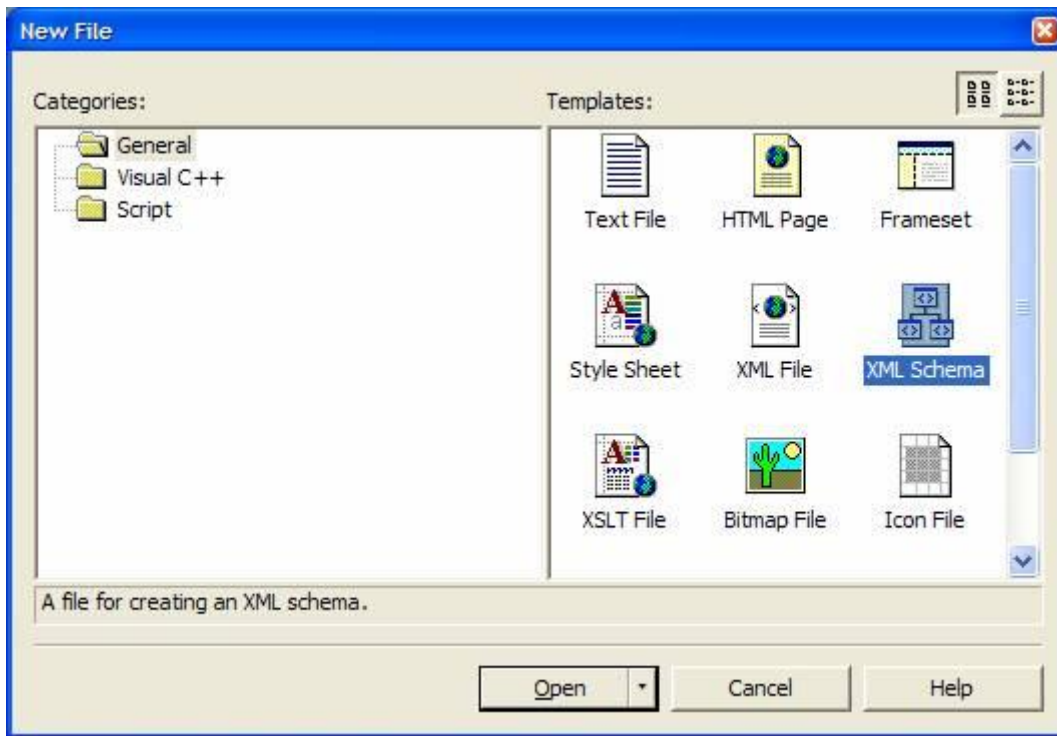 New File
Categories:
Templates:
General
Visual C++
Script
Text File
HTML Page
Frameset
Style Sheet
XML File
XML Schema
XSLT File
Bitmap File
Icon File
A file for creating an XML schema.
Open
Cancel
Help